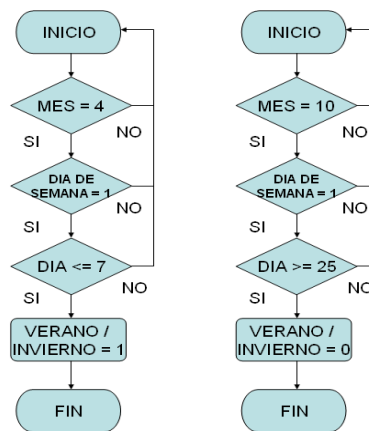 INICIO
MES = 4
SI
NO
DIA DE
SEMANA = 1
SI
NO
DIA <= 7
SI
NO
VERANO /
INVIERNO = 1
FIN
INICIO
MES = 10
SI
NO
DIA DE
SEMANA = 1
SI
NO
DIA >= 25
SI
NO
VERANO /
INVIERNO = 0
FIN